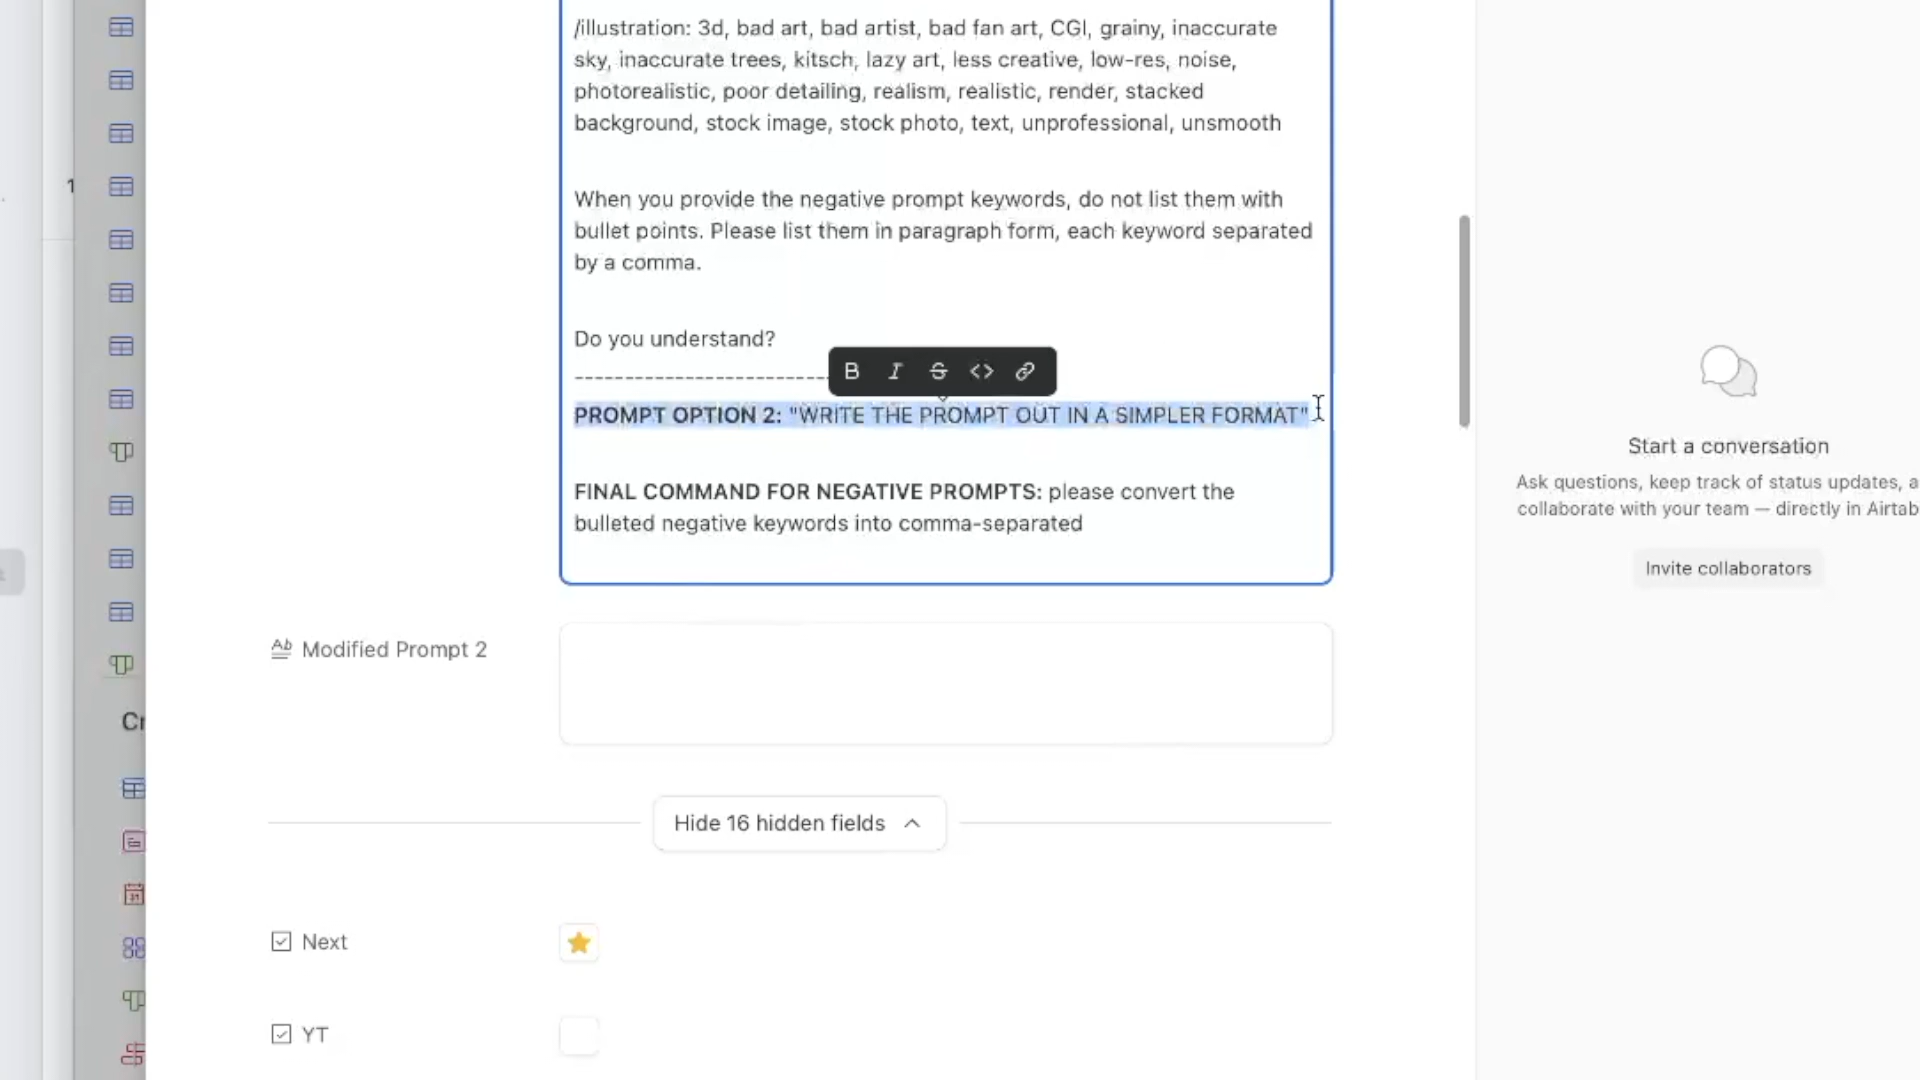 /illustration: 3d, bad art, bad artist, bad fan art, CGI, grainy, inaccurate
sky, inaccurate trees, kitsch, lazy art, less creative, low-res, noise,
photorealistic, poor detailing, realism, realistic, render, stacked
background, stock image, stock photo, text, unprofessional, unsmooth
1
When you provide the negative prompt keywords, do not list them with
bullet points. Please list them in paragraph form, each keyword separated
by a comma.
Do you understand?
-------------------------
B I S <>
PROMPT OPTION 2: "WRITE THE PROMPT OUT IN A SIMPLER FORMAT"
FINAL COMMAND FOR NEGATIVE PROMPTS: please convert the
bulleted negative keywords into comma-separated
Start a conversation
Ask questions, keep track of status updates, a
collaborate with your team — directly in Airtab
Invite collaborators
Ab Modified Prompt 2
Cr
Hide 16 hidden fields
31
Next
YT